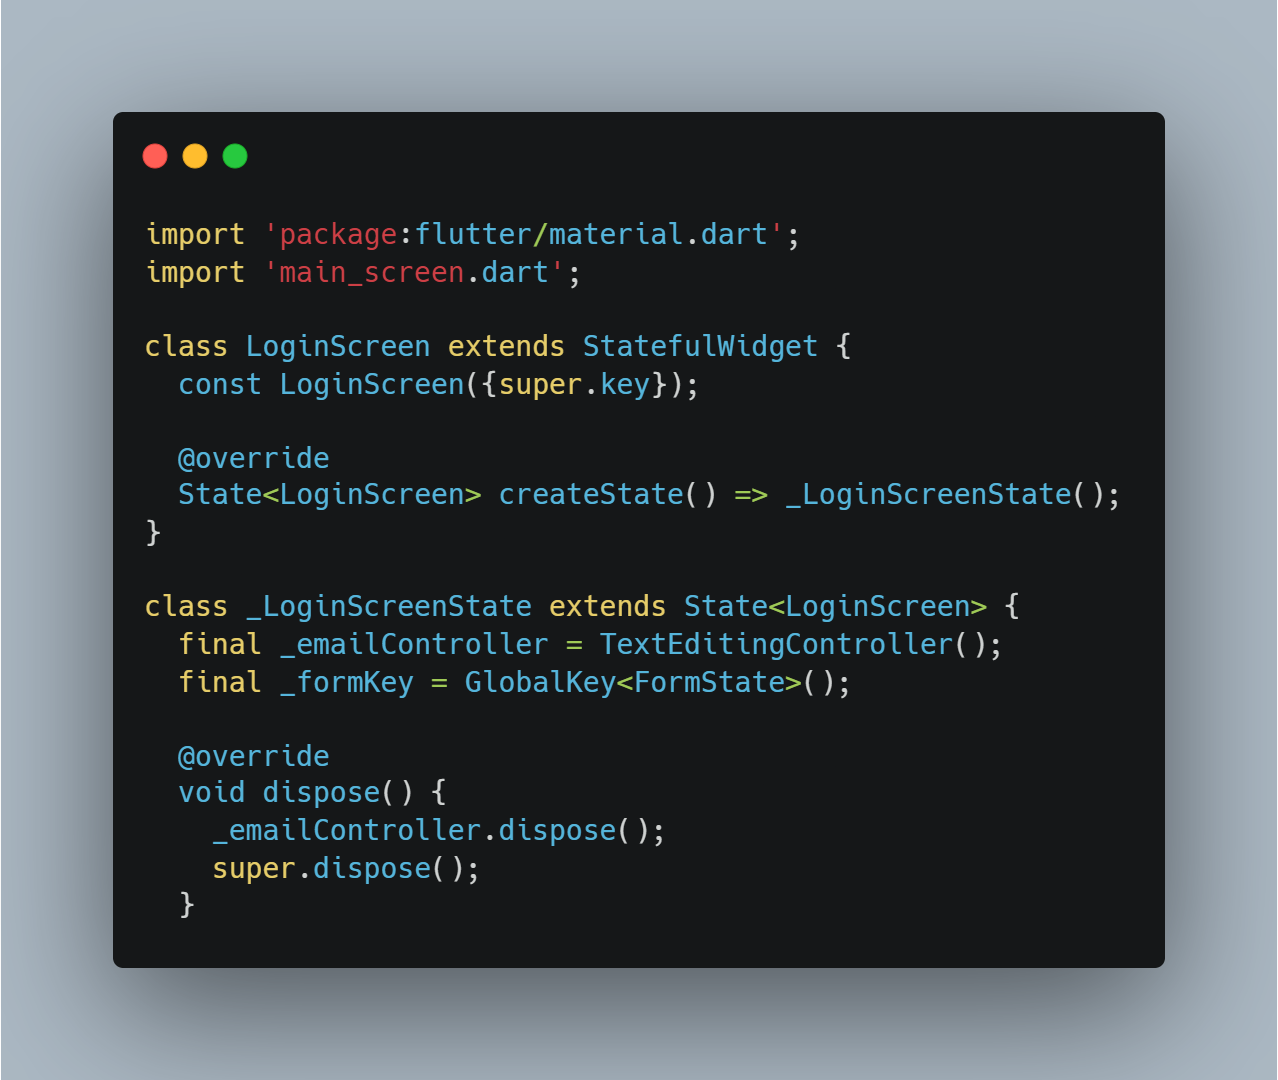 import 'package:flutter/material.dart';
import 'main_screen.dart';

class LoginScreen extends StatefulWidget {
  const LoginScreen({super.key});

  @override
  State<LoginScreen> createState() => _LoginScreenState();
}

class _LoginScreenState extends State<LoginScreen> {
  final _emailController = TextEditingController();
  final _formKey = GlobalKey<FormState>();

  @override
  void dispose() {
    _emailController.dispose();
    super.dispose();
  }